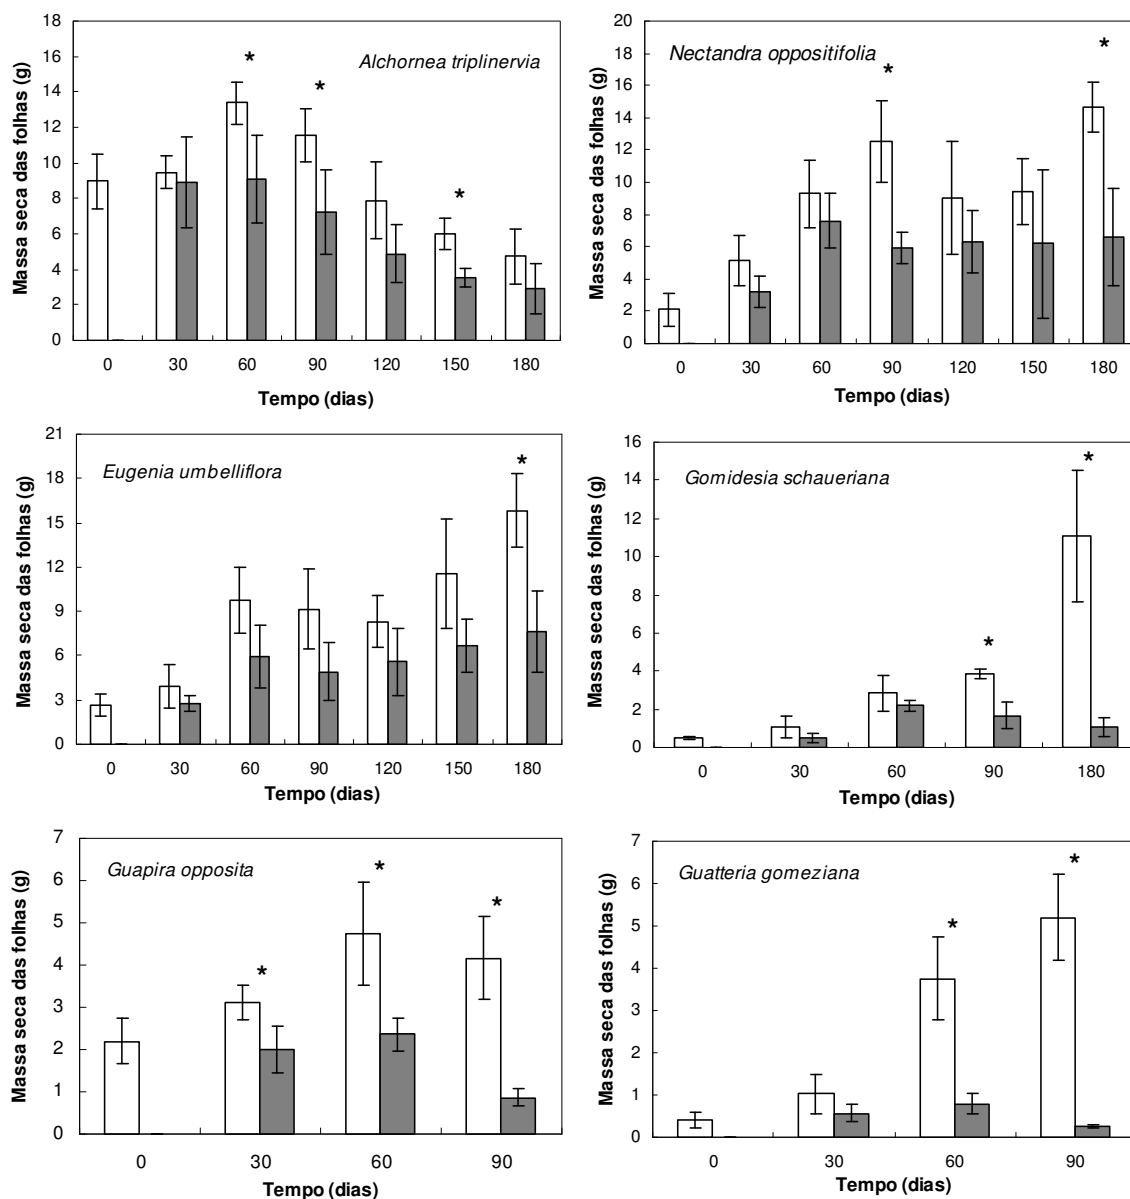 Massa seca das folhas (g)
18
16
14
12
10
8
6
4
2
0
Alchornea triplinervia
*
*
*
0 30 60 90 120 150 180
Tempo (dias)
Massa seca das folhas (g)
20
18
16
14
12
10
8
6
4
2
0
Nectandra oppositifolia
*
*
0 30 60 90 120 150 180
Tempo (dias)
Massa seca das folhas (g)
21
18
15
12
9
6
3
0
Eugenia umbelliflora
*
0 30 60 90 120 150 180
Tempo (dias)
Massa seca das folhas (g)
16
14
12
10
8
6
4
2
0
Gomidesia schaueriana
*
*
0 30 60 90 180
Tempo (dias)
Massa seca das folhas (g)
7
6
5
4
3
2
1
0
Guapira opposita
*
*
*
0 30 60 90
Tempo (dias)
Massa seca das folhas (g)
7
6
5
4
3
2
1
0
Guatteria gomeziana
*
*
0 30 60 90
Tempo (dias)